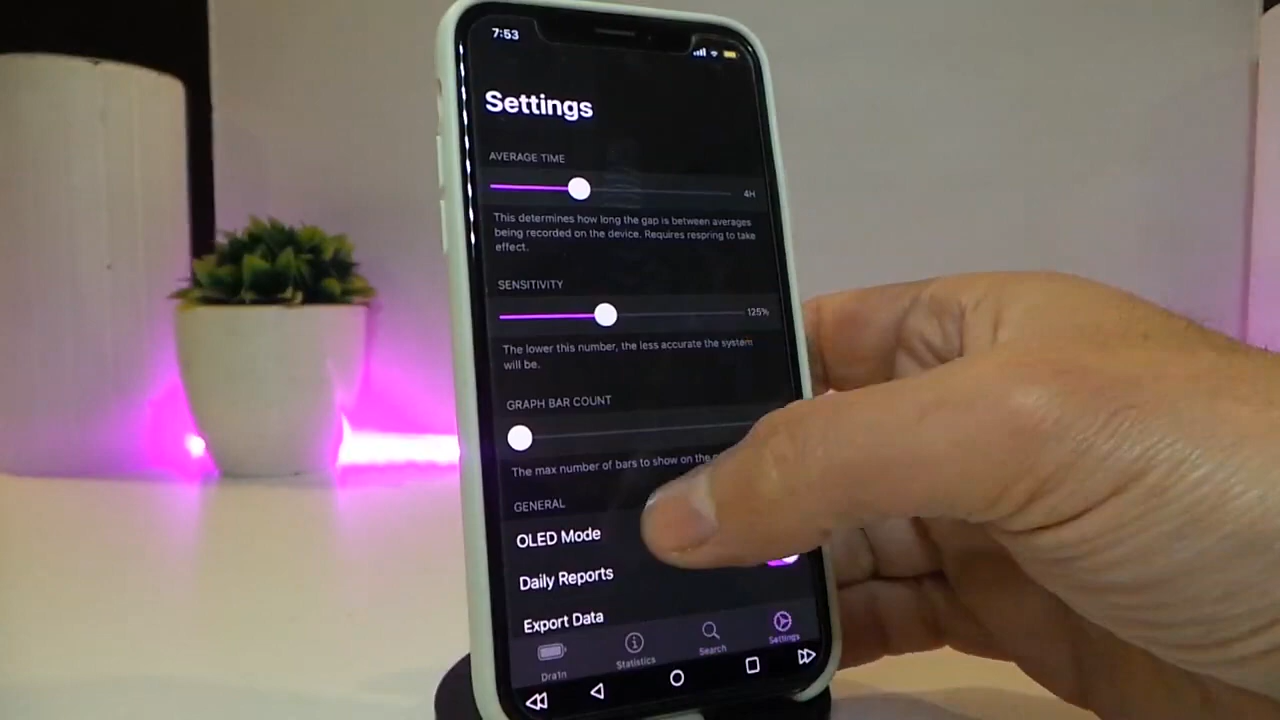 7:53
Settings
AVERAGE TIME
4H
This determines how long the gap is between averages
being recorded on the device. Requires respring to take
effect.
SENSITIVITY
125%
The lower this number, the less accurate the system
will be.
GRAPH BAR COUNT
The max number of bars to show on the
GENERAL
OLED Mode
Daily Reports
Export Data
Dra1n
Statistics
Search
Settings